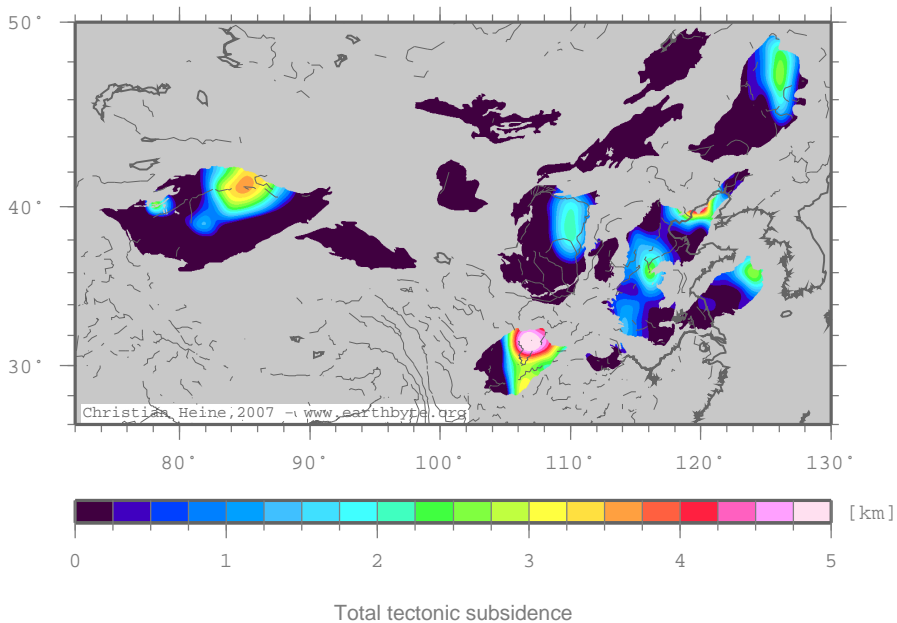 50°
40°
30°
Christian Heine,2007 - www.earthbyte.org
80° 90° 100° 110° 120° 130°
[km]
0 1 2 3 4 5
Total tectonic subsidence